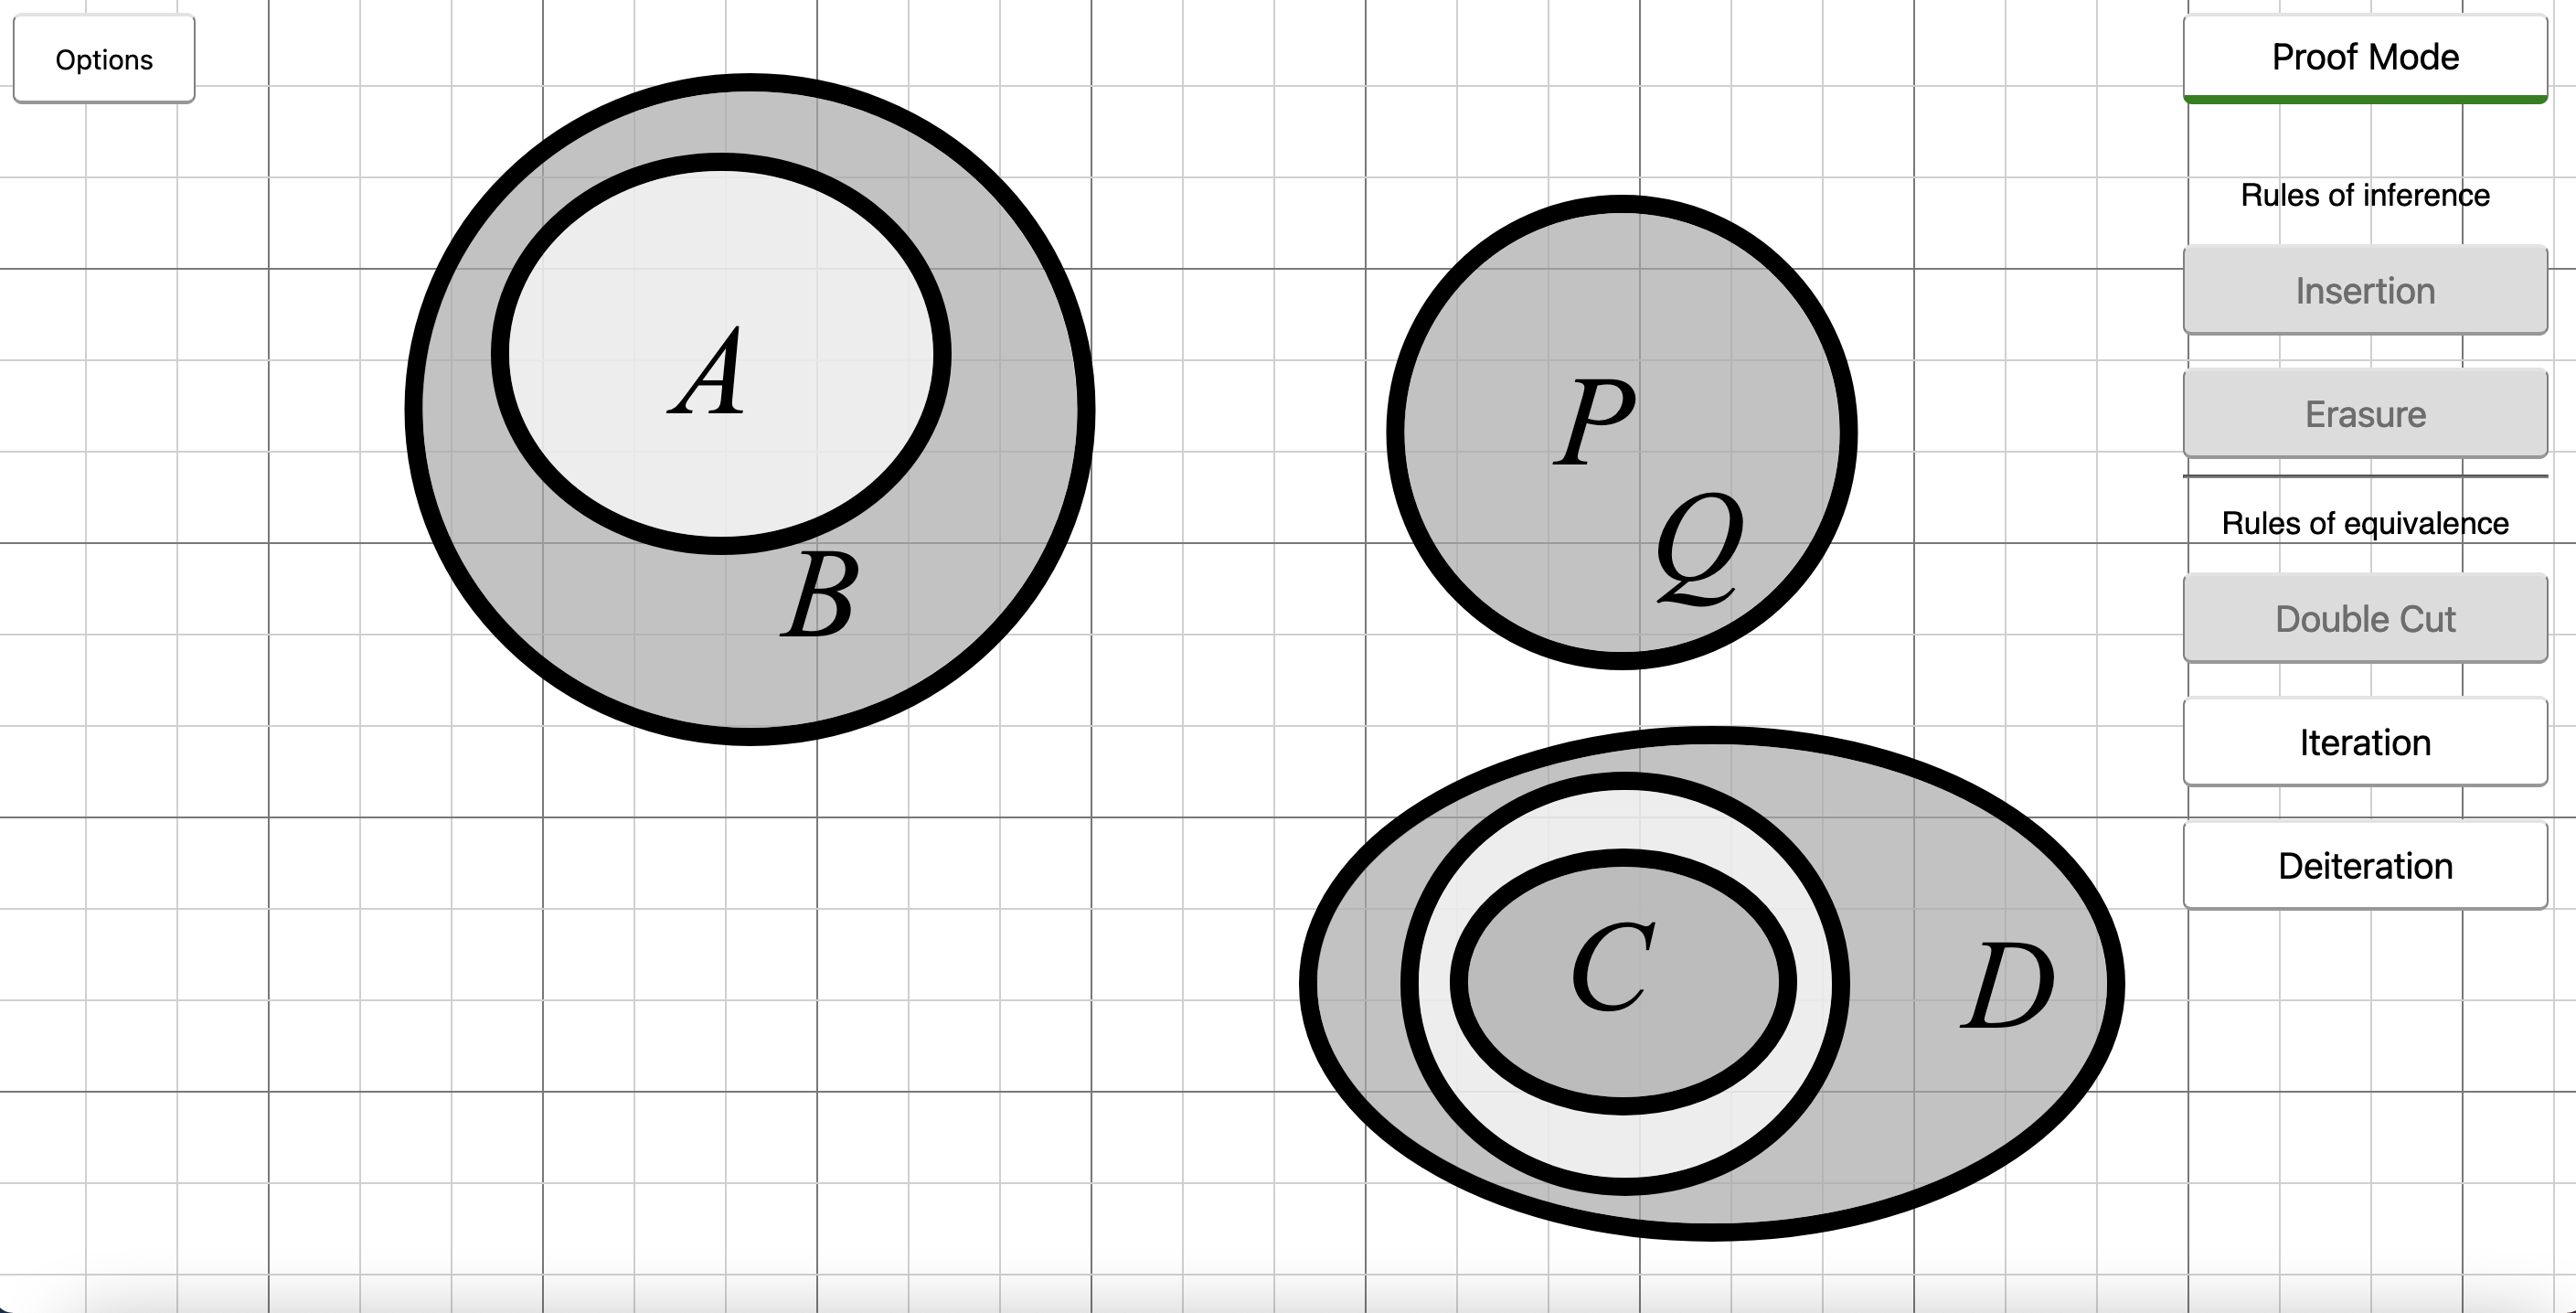 Options
A
B
P
Q
C
D
Proof Mode
Rules of inference
Insertion
Erasure
Rules of equivalence
Double Cut
Iteration
Deiteration